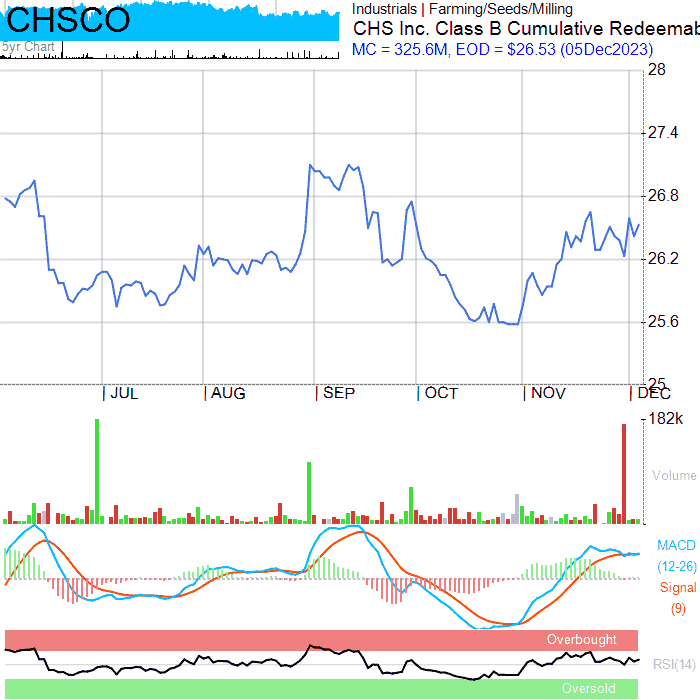 CHSCO
5yr Chart
Industrials | Farming/Seeds/Milling
CHS Inc. Class B Cumulative Redeemab
MC = 325.6M, EOD = $26.53 (05Dec2023)
28
27.4
26.8
26.2
25.6
25
JUL
AUG
SEP
OCT
NOV
DEC
182k
Volume
MACD
(12-26)
Signal
(9)
Overbought
RSI(14)
Oversold